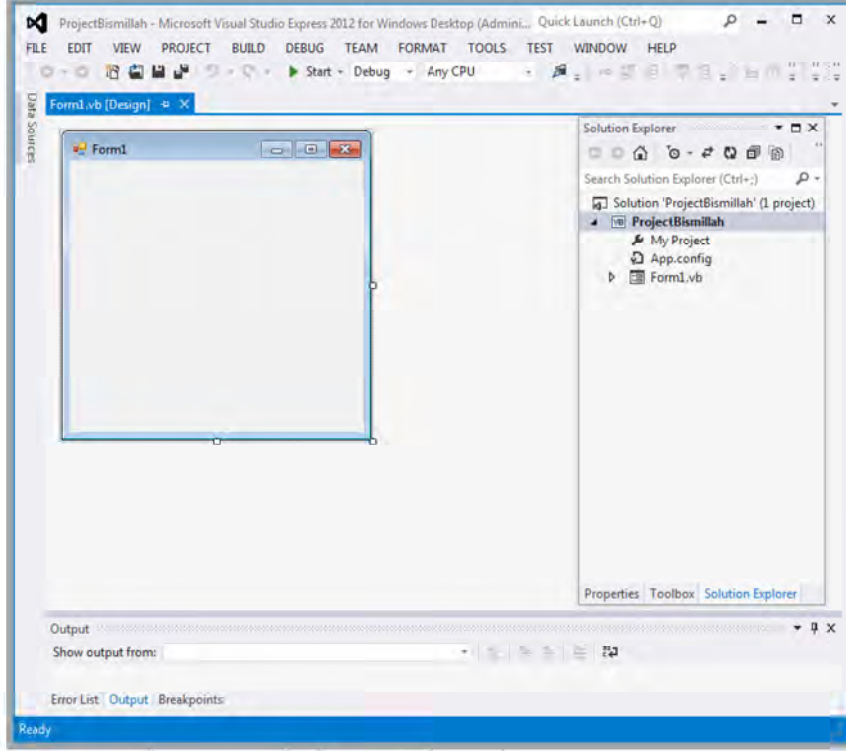 ProjectBismillah - Microsoft Visual Studio Express 2012 for Windows Desktop (Admini... Quick Launch (Ctrl+Q)
FILE EDIT VIEW PROJECT BUILD DEBUG TEAM FORMAT TOOLS TEST WINDOW HELP
Start Debug Any CPU
Data Sources
Form1.vb [Design]
Form1
Solution Explorer
Search Solution Explorer (Ctrl+;)
Solution 'ProjectBismillah' (1 project)
VB ProjectBismillah
My Project
App.config
Form1.vb
Properties Toolbox Solution Explorer
Output
Show output from:
Error List Output Breakpoints
Ready